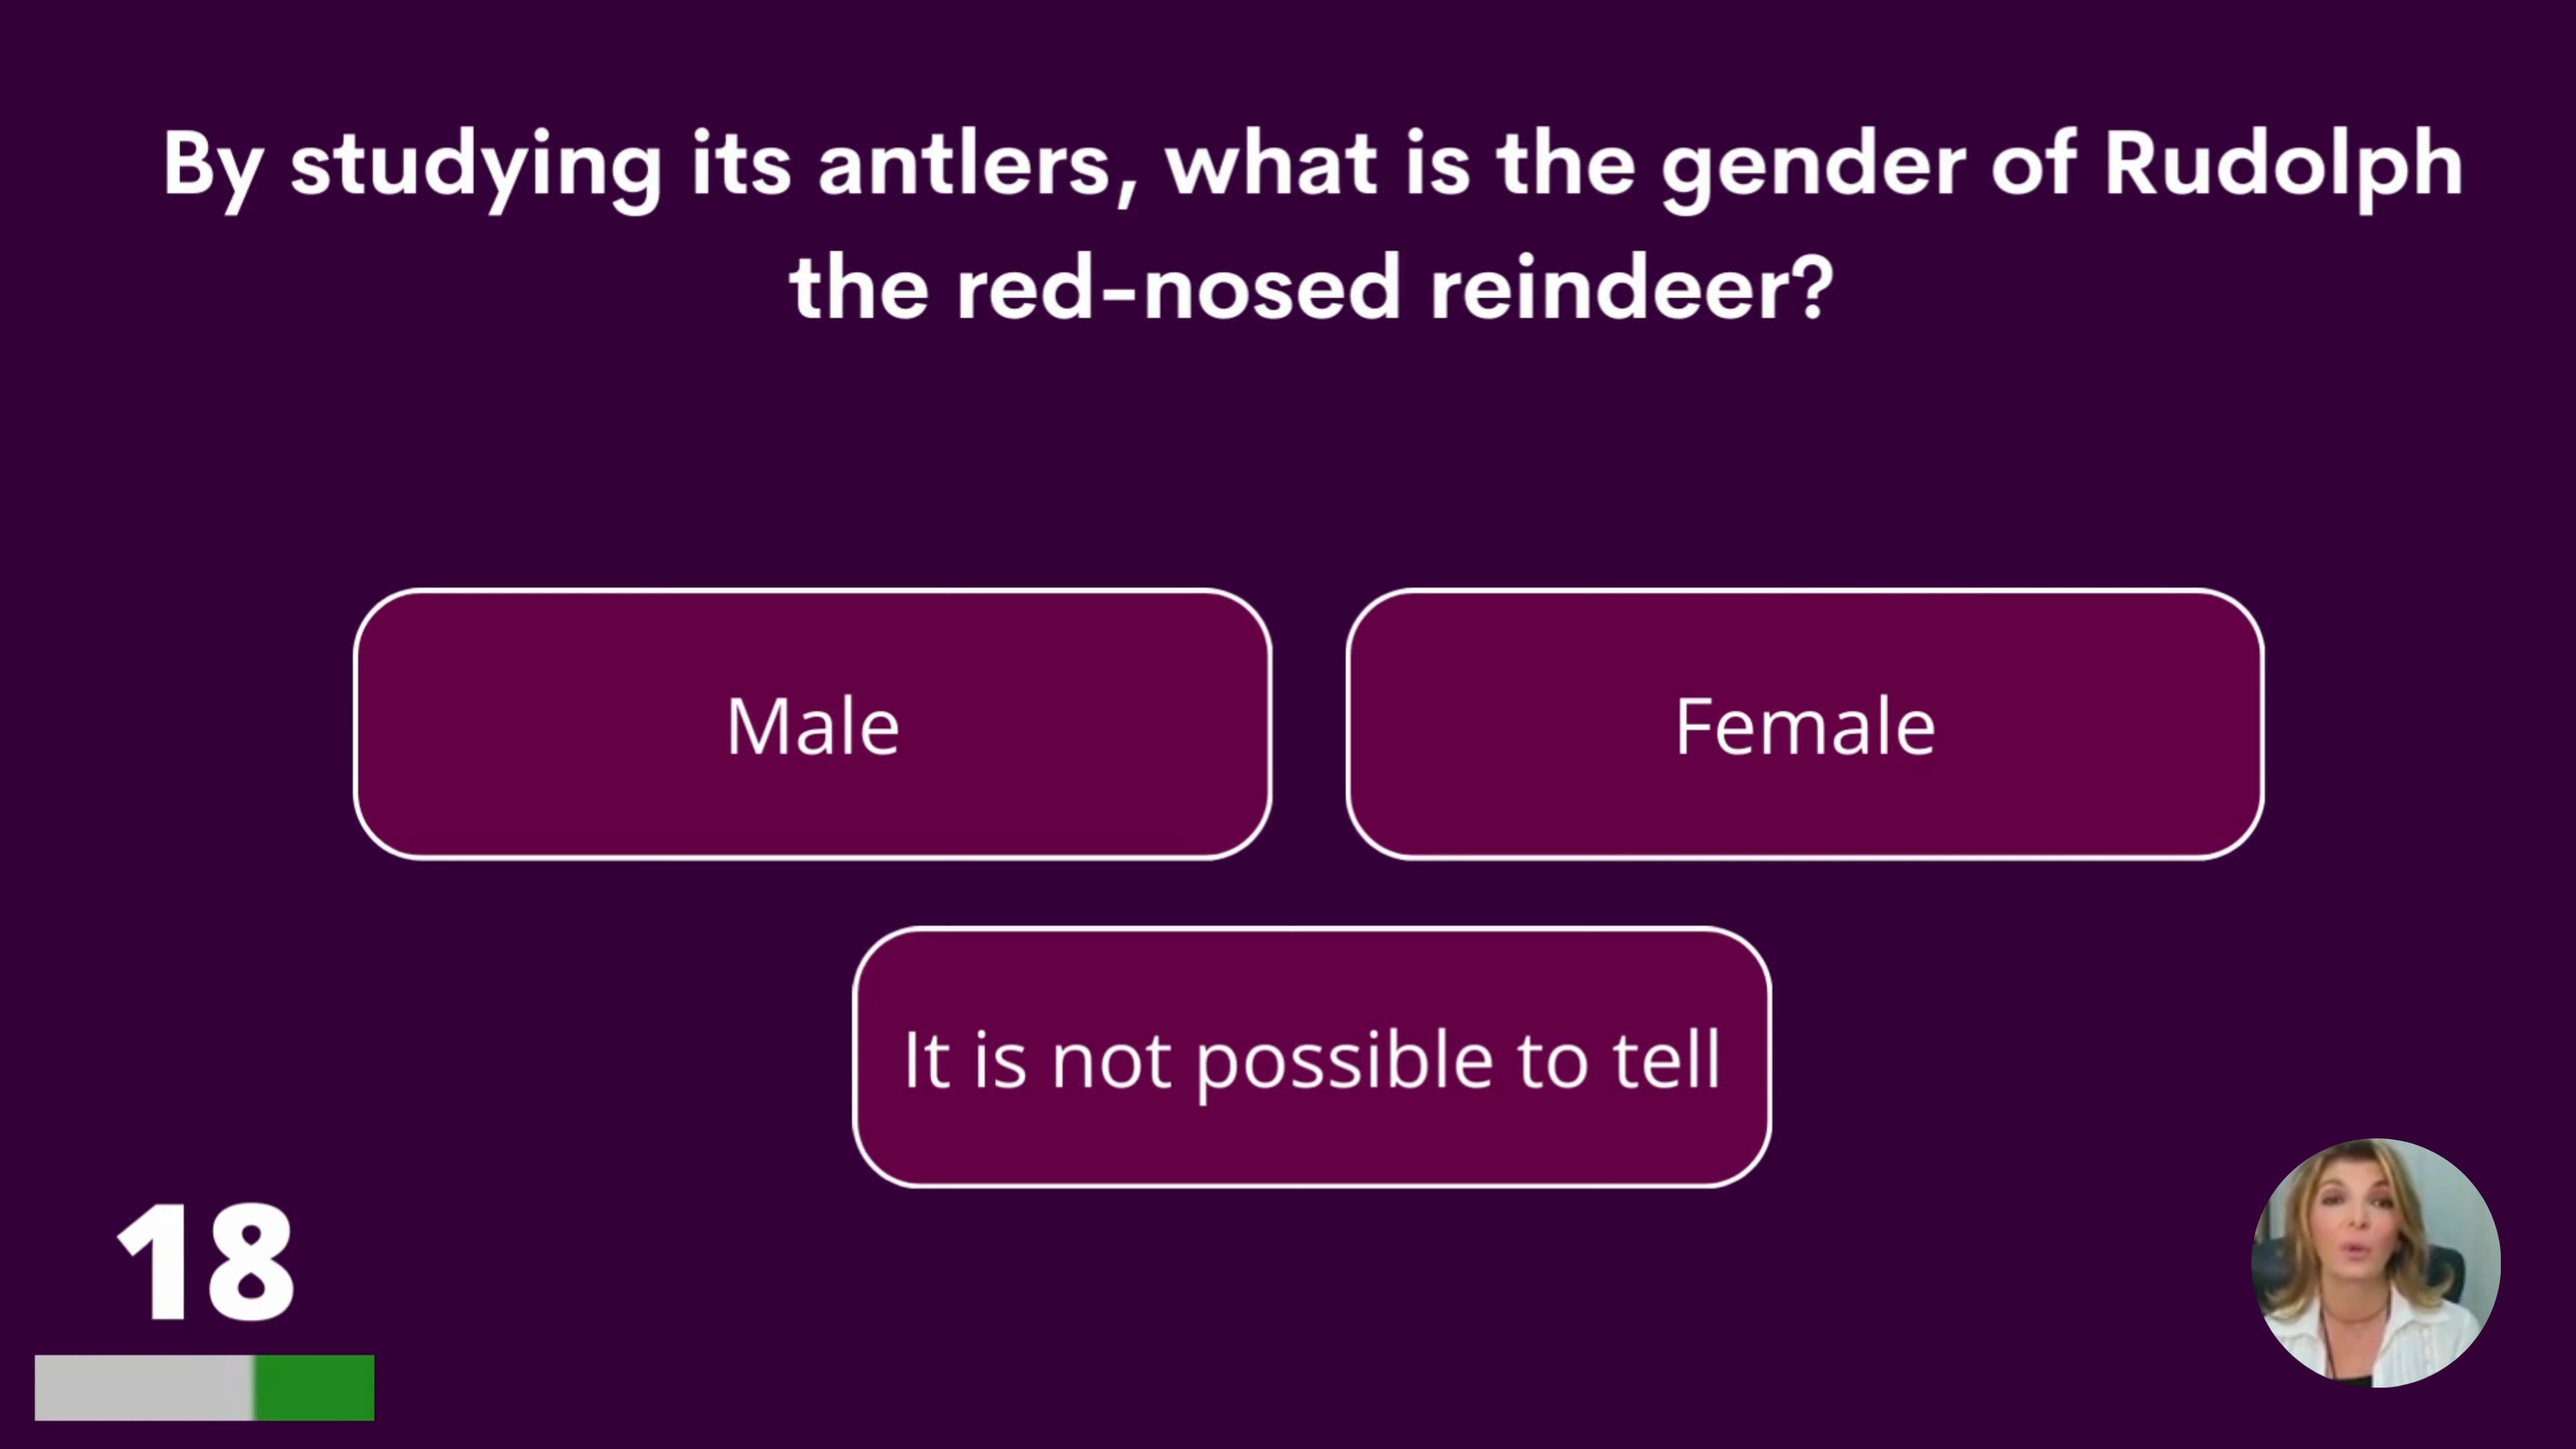 By studying its antlers, what is the gender of Rudolph
the red-nosed reindeer?
Male
Female
It is not possible to tell
18